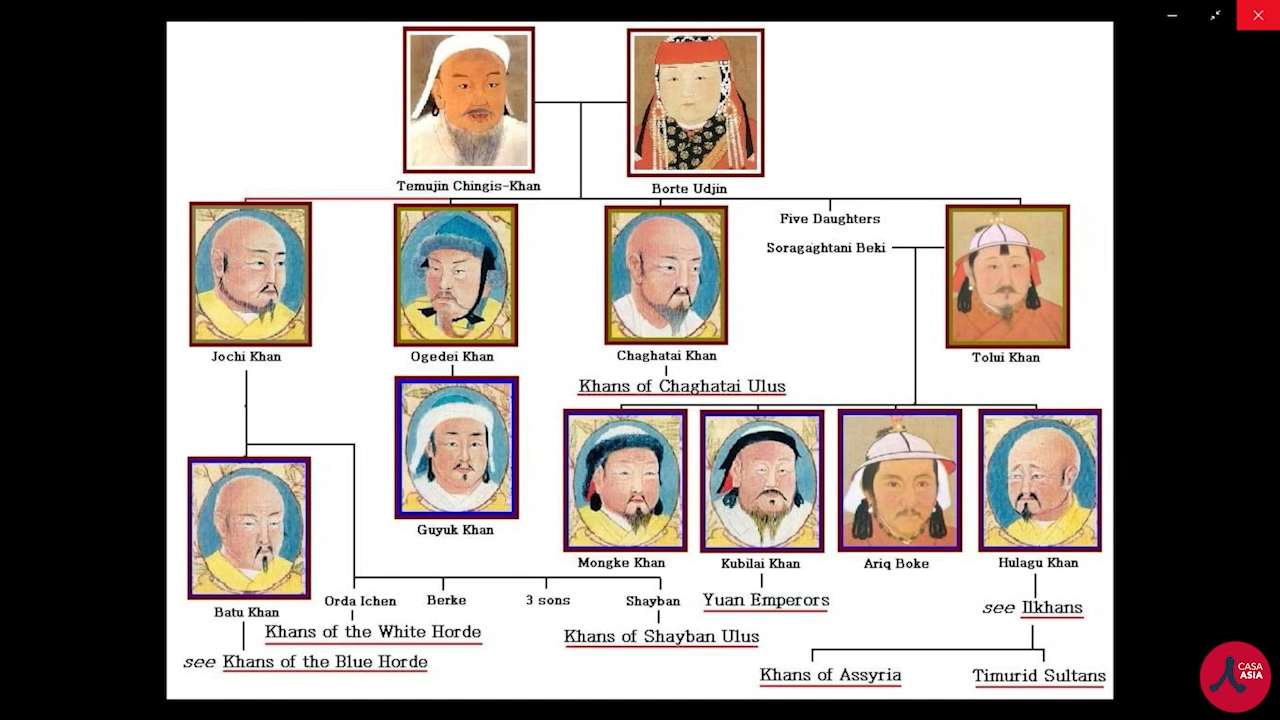 Temujin Chingis-Khan
Borte Udjin
Five Daughters
Soragaghtani Beki
Jochi Khan
Ogedei Khan
Chaghatai Khan
Tolui Khan
Khans of Chaghatai Ulus
Guyuk Khan
Mongke Khan
Kubilai Khan
Ariq Boke
Hulagu Khan
Batu Khan
Orda Ichen
Berke
3 sons
Shayban
Yuan Emperors
see Ilkhans
Khans of the White Horde
Khans of Shayban Ulus
see Khans of the Blue Horde
Khans of Assyria
Timurid Sultans
CASA
ASIA